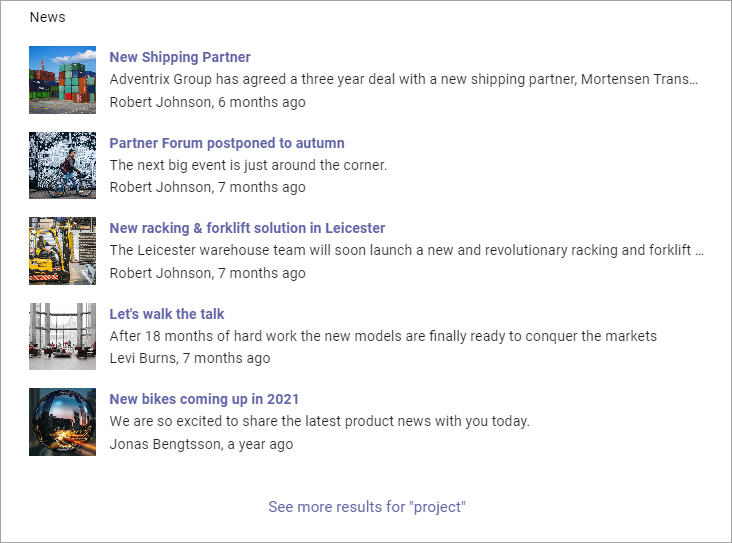 News
New Shipping Partner
Adventrix Group has agreed a three year deal with a new shipping partner, Mortensen Trans...
Robert Johnson, 6 months ago
Partner Forum postponed to autumn
The next big event is just around the corner.
Robert Johnson, 7 months ago
New racking & forklift solution in Leicester
The Leicester warehouse team will soon launch a new and revolutionary racking and forklift ...
Robert Johnson, 7 months ago
Let's walk the talk
After 18 months of hard work the new models are finally ready to conquer the markets
Levi Burns, 7 months ago
New bikes coming up in 2021
We are so excited to share the latest product news with you today.
Jonas Bengtsson, a year ago
See more results for "project"